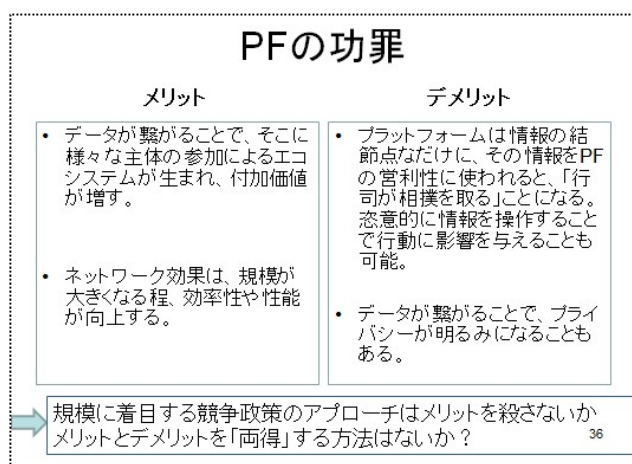 PFの功罪
メリット
デメリット
• データが繋がることで、そこに
様々な主体の参加によるエコ
システムが生まれ、付加価値
が増す。
• ネットワーク効果は、規模が
大きくなる程、効率性や性能
が向上する。
• プラットフォームは情報の結
節点なだけに、その情報をPF
の営利性に使われると、「行
司が相撲を取る」ことになる。
恣意的に情報を操作すること
で行動に影響を与えることも
可能。
• データが繋がることで、プライ
バシーが明るみになることも
ある。
規模に着目する競争政策のアプローチはメリットを殺さないか
メリットとデメリットを「両得」する方法はないか？
36